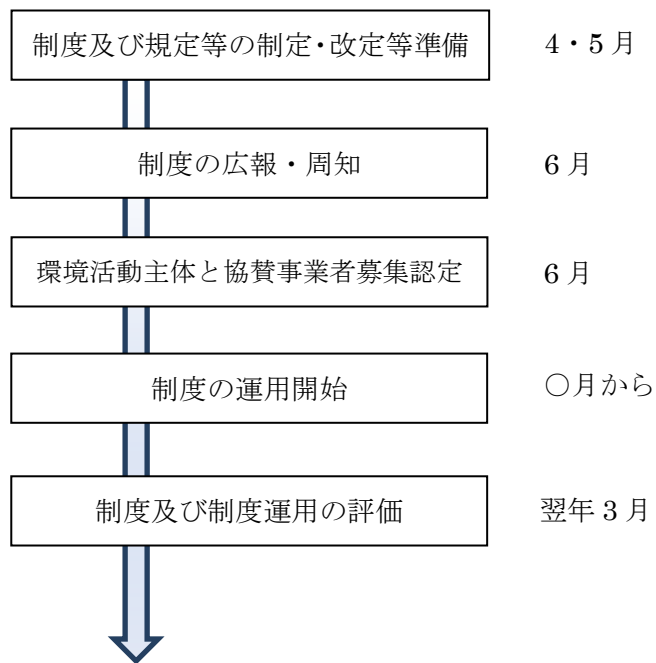 制度及び規定等の制定・改定等準備 4・5月
制度の広報・周知 6月
環境活動主体と協賛事業者募集認定 6月
制度の運用開始 〇月から
制度及び制度運用の評価 翌年3月